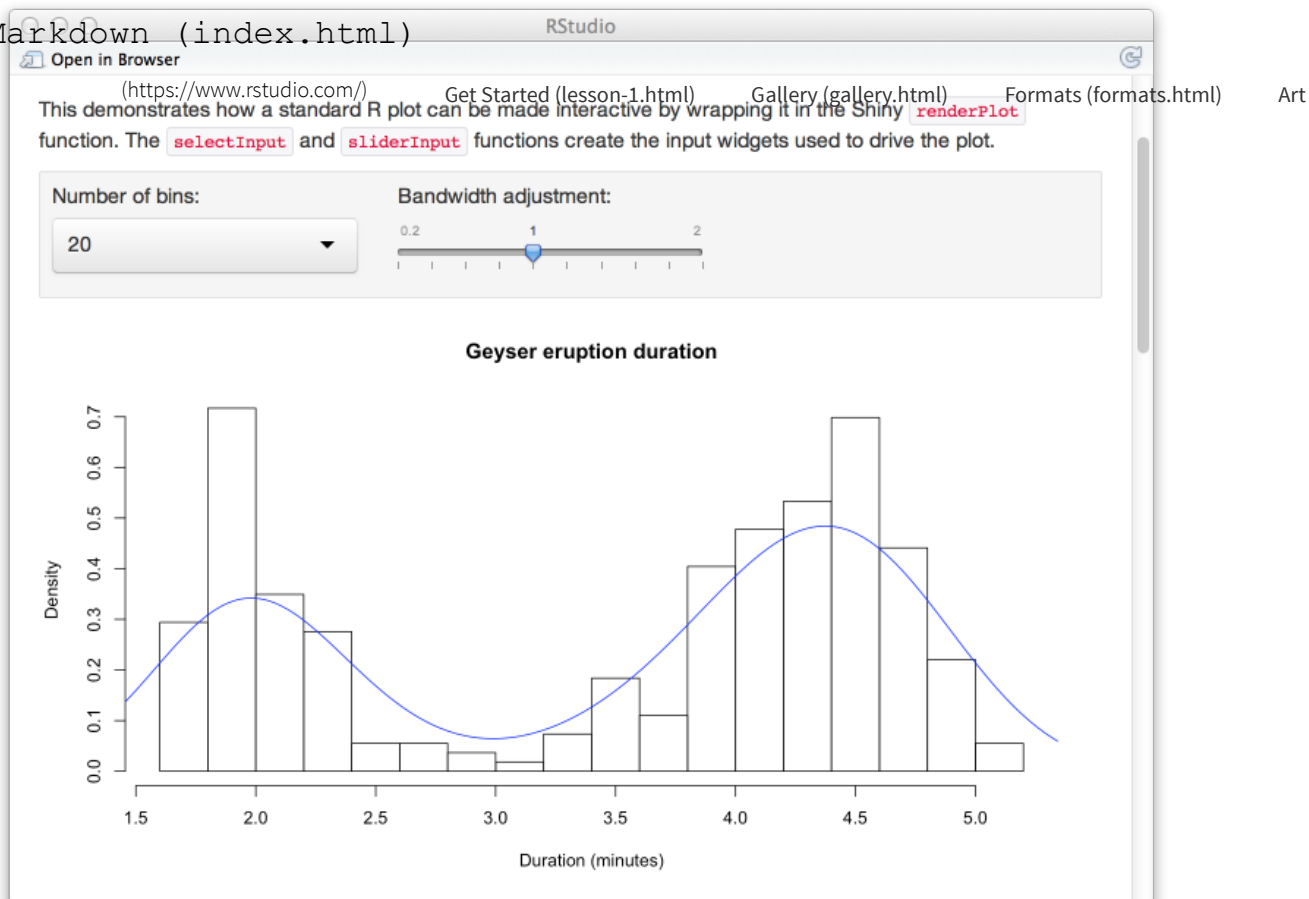 RStudio
Markdown (index.html)
Open in Browser
(https://www.rstudio.com/) Get Started (lesson-1.html) Gallery (gallery.html) Formats (formats.html) Art
This demonstrates how a standard R plot can be made interactive by wrapping it in the Shiny renderPlot
function. The selectInput and sliderInput functions create the input widgets used to drive the plot.
Number of bins: Bandwidth adjustment:
0.2 1 2
20
Geyser eruption duration
0.7
0.6
0.5
0.4
0.3
0.2
0.1
0.0
Density
1.5 2.0 2.5 3.0 3.5 4.0 4.5 5.0
Duration (minutes)